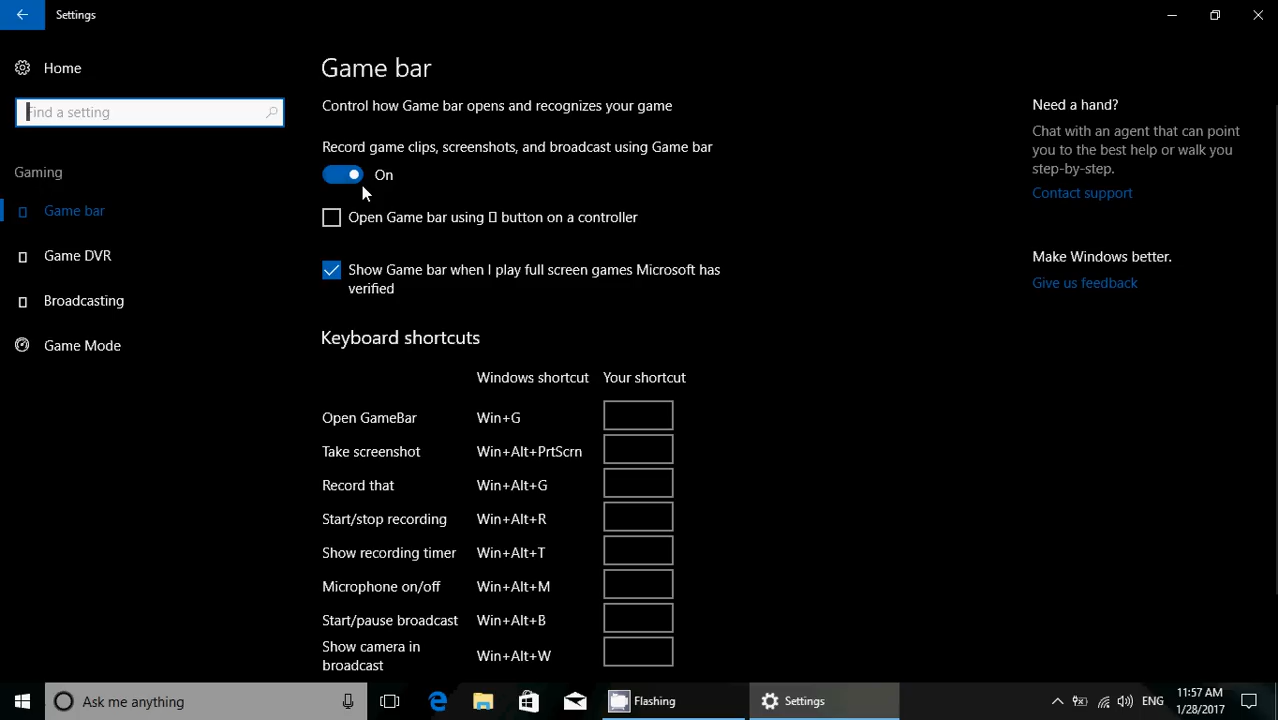 Settings
Home
Find a setting
Gaming
Game bar
Game DVR
Broadcasting
Game Mode
Game bar
Control how Game bar opens and recognizes your game
Record game clips, screenshots, and broadcast using Game bar
On
Open Game bar using ▯ button on a controller
Show Game bar when I play full screen games Microsoft has
verified
Keyboard shortcuts
Windows shortcut Your shortcut
Open GameBar Win+G
Take screenshot Win+Alt+PrtScrn
Record that Win+Alt+G
Start/stop recording Win+Alt+R
Show recording timer Win+Alt+T
Microphone on/off Win+Alt+M
Start/pause broadcast Win+Alt+B
Show camera in
broadcast Win+Alt+W
Need a hand?
Chat with an agent that can point
you to the best help or walk you
step-by-step.
Contact support
Make Windows better.
Give us feedback
Ask me anything
Flashing
Settings
ENG
11:57 AM
1/28/2017